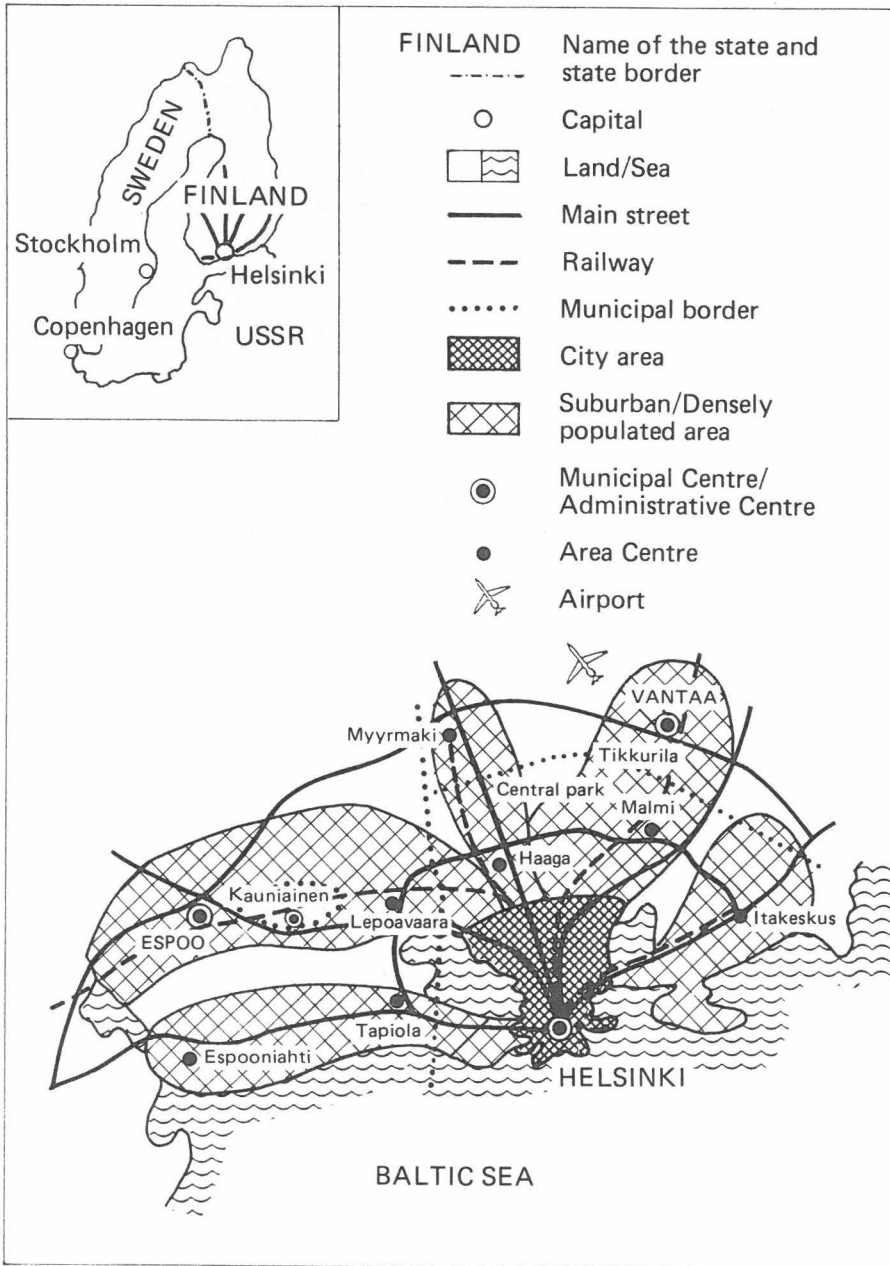 SWEDEN
FINLAND
Stockholm
Helsinki
Copenhagen
USSR
FINLAND
Name of the state and
state border
Capital
Land/Sea
Main street
Railway
Municipal border
City area
Suburban/Densely
populated area
Municipal Centre/
Administrative Centre
Area Centre
Airport
VANTAA
Myyrmaki
Tikkurila
Central park
Malmi
Haaga
Kauniainen
Lepoavaara
Itakeskus
ESPOO
Tapiola
Espooniahti
HELSINKI
BALTIC SEA